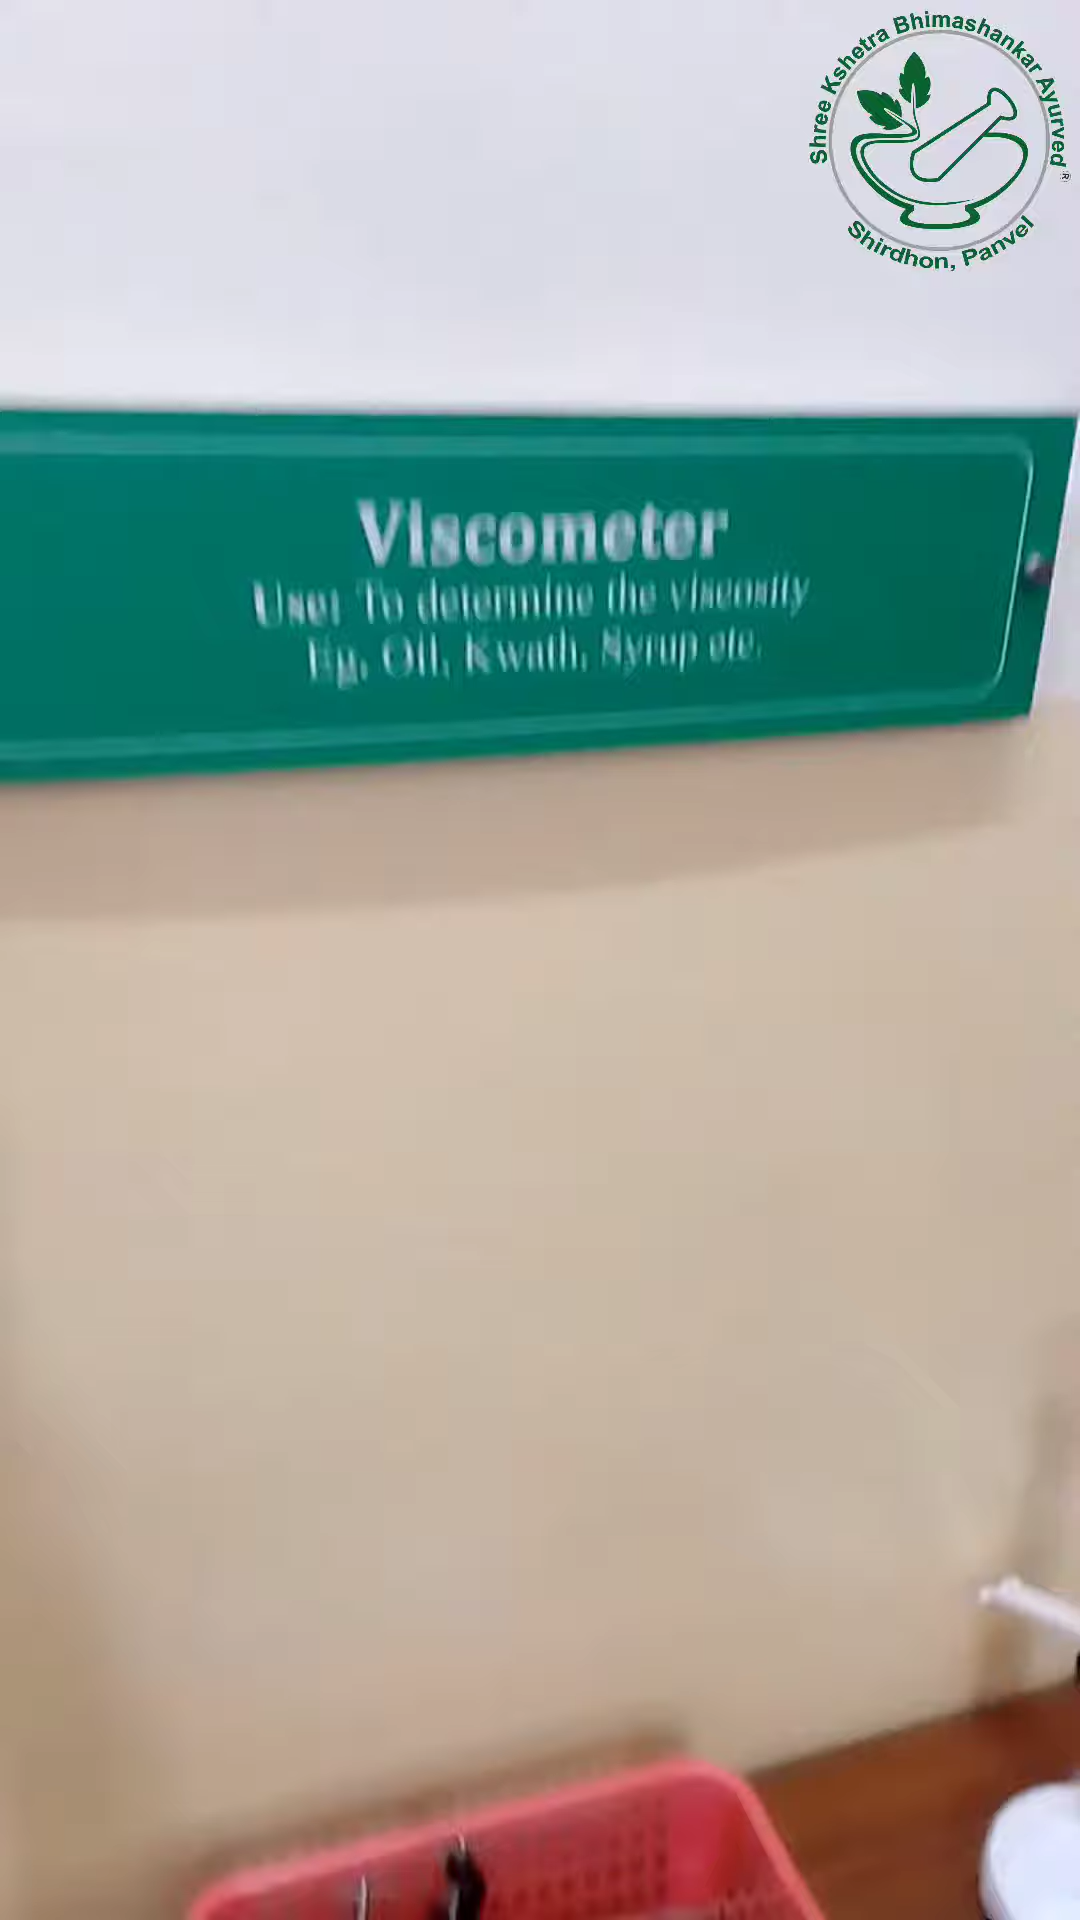 Shree Kshetra Bhimashankar Ayurved ®
Shirdhon, Panvel
Viscometer
Use: To determine the viscosity
Eg. Oil, Kwath, Syrup etc.